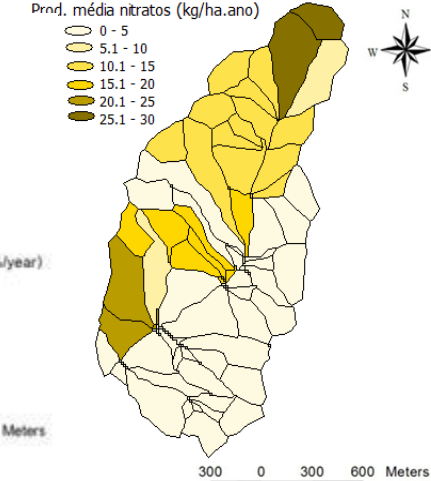 Prod. média nitratos (kg/ha.ano)
0 - 5
5.1 - 10
10.1 - 15
15.1 - 20
20.1 - 25
25.1 - 30
N
W E
S
/year)
Meters
300 0 300 600 Meters